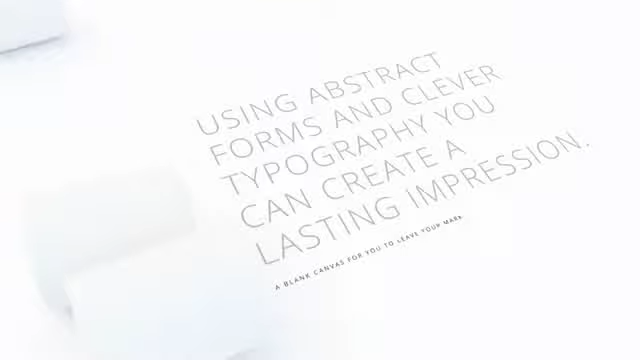 USING ABSTRACT
FORMS AND CLEVER
TYPOGRAPHY YOU
CAN CREATE A
LASTING IMPRESSION.
A BLANK CANVAS FOR YOU TO LEAVE YOUR MARK